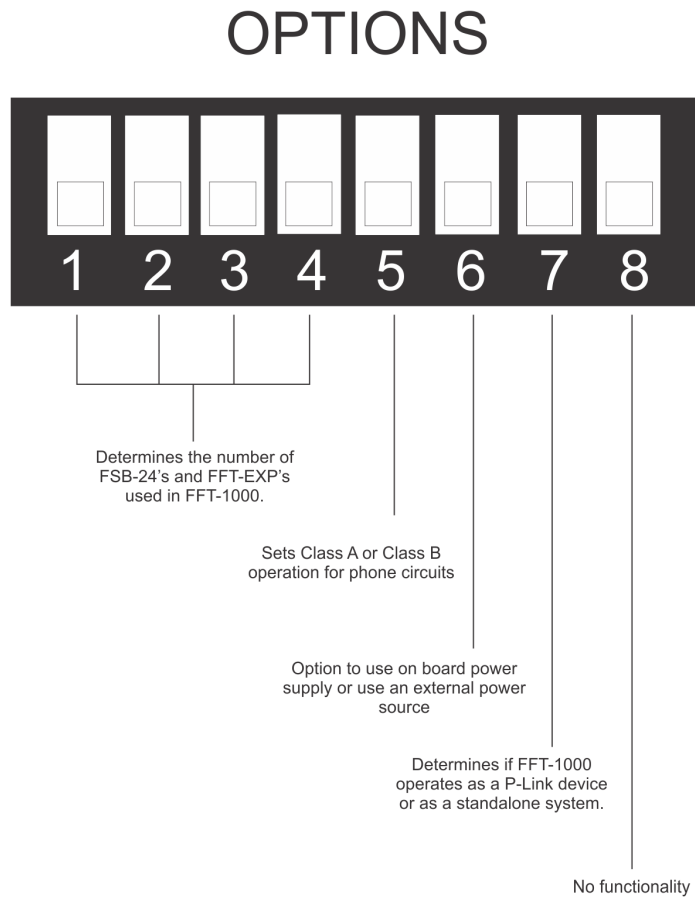 OPTIONS
1 2 3 4 5 6 7 8
Determines the number of
FSB-24's and FFT-EXP's
used in FFT-1000.
Sets Class A or Class B
operation for phone circuits
Option to use on board power
supply or use an external power
source
Determines if FFT-1000
operates as a P-Link device
or as a standalone system.
No functionality